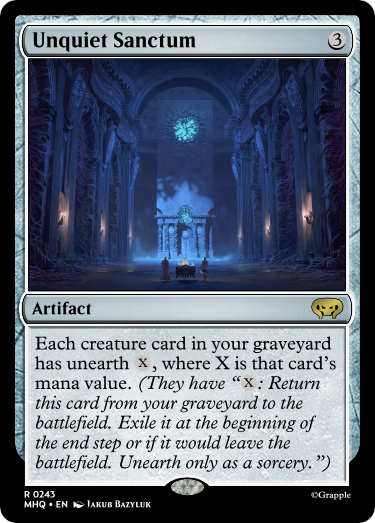 Unquiet Sanctum 3
Artifact
Each creature card in your graveyard
has unearth X, where X is that card's
mana value. (They have “X: Return
this card from your graveyard to the
battlefield. Exile it at the beginning of
the end step or if it would leave the
battlefield. Unearth only as a sorcery.”)
R 0243
MHQ • EN Jakub Bazyluk
©Grapple